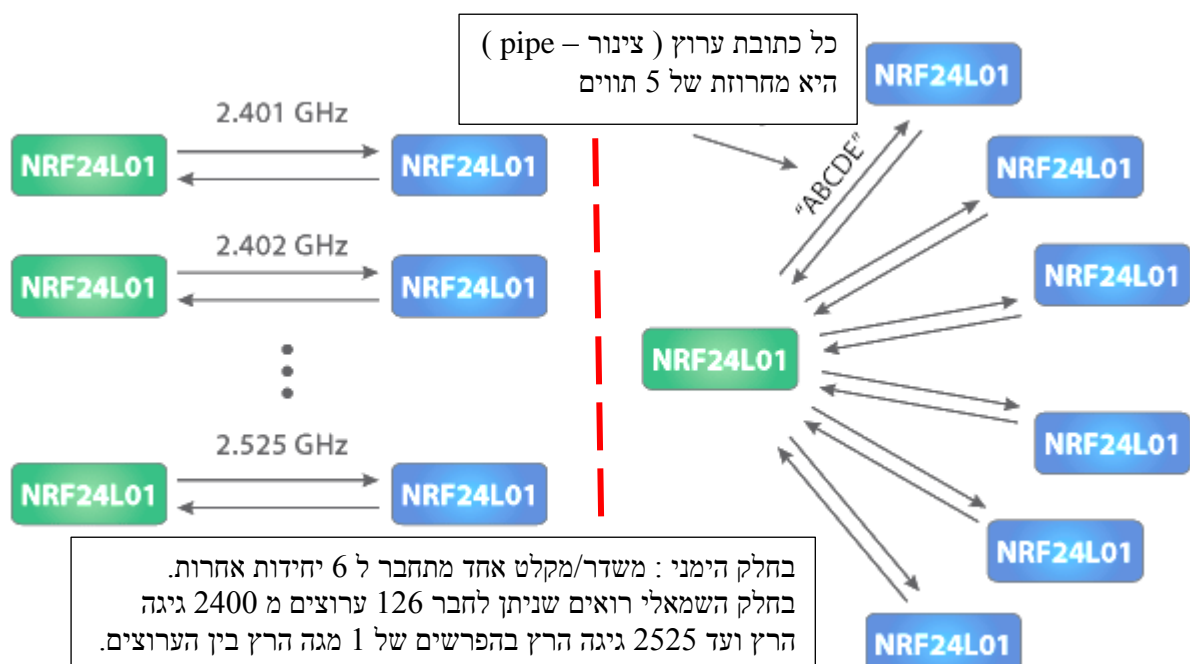 כל כתובת ערוץ ( צינור – pipe )
היא מחרוזת של 5 תווים
2.401 GHz
NRF24L01
NRF24L01
2.402 GHz
NRF24L01
NRF24L01
2.525 GHz
NRF24L01
NRF24L01
NRF24L01
"ABCDE"
NRF24L01
NRF24L01
NRF24L01
NRF24L01
NRF24L01
NRF24L01
בחלק הימני : משדר/מקלט אחד מתחבר ל 6 יחידות אחרות.
בחלק השמאלי רואים שניתן לחבר 126 ערוצים מ 2400 גיגה
הרץ ועד 2525 גיגה הרץ בהפרשים של 1 מגה הרץ בין הערוצים.